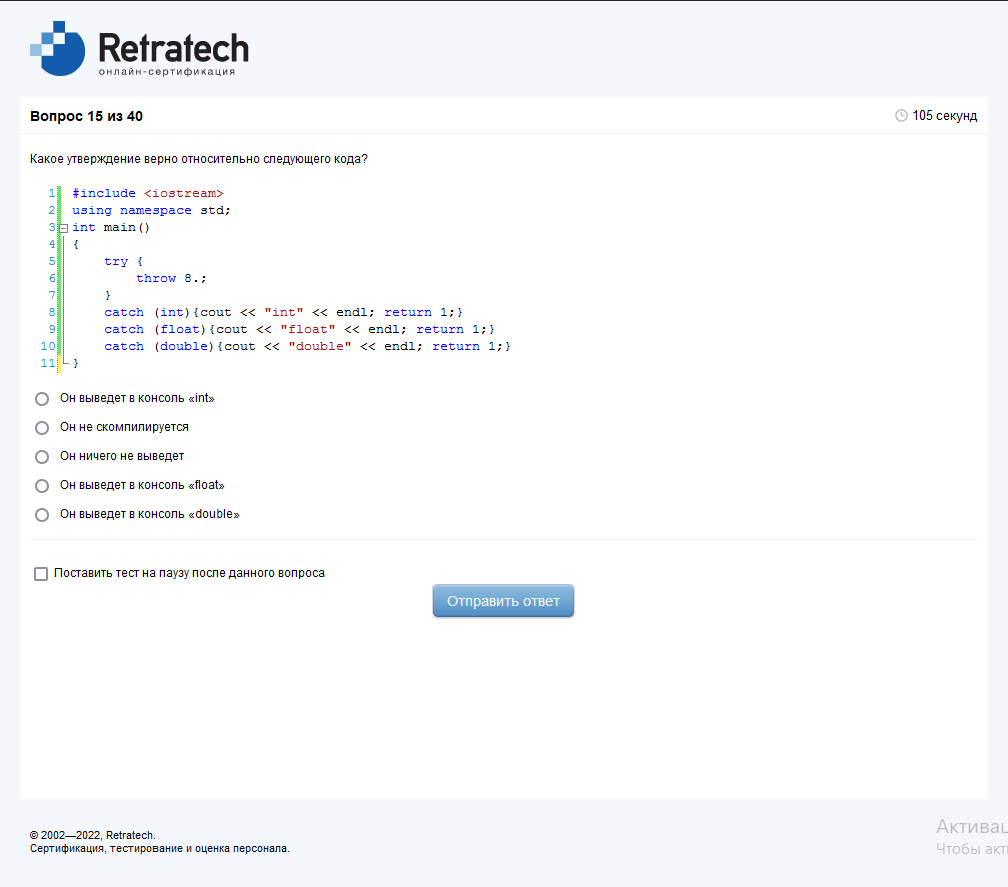 Retratech
онлайн-сертификация
Вопрос 15 из 40
105 секунд
Какое утверждение верно относительно следующего кода?
1 #include <iostream>
2 using namespace std;
3 int main()
4 {
5 try {
6 throw 8.;
7 }
8 catch (int){cout << "int" << endl; return 1;}
9 catch (float){cout << "float" << endl; return 1;}
10 catch (double){cout << "double" << endl; return 1;}
11 }
Он выведет в консоль «int»
Он не скомпилируется
Он ничего не выведет
Он выведет в консоль «float»
Он выведет в консоль «double»
Поставить тест на паузу после данного вопроса
Отправить ответ
© 2002—2022, Retratech.
Сертификация, тестирование и оценка персонала.
Чтобы